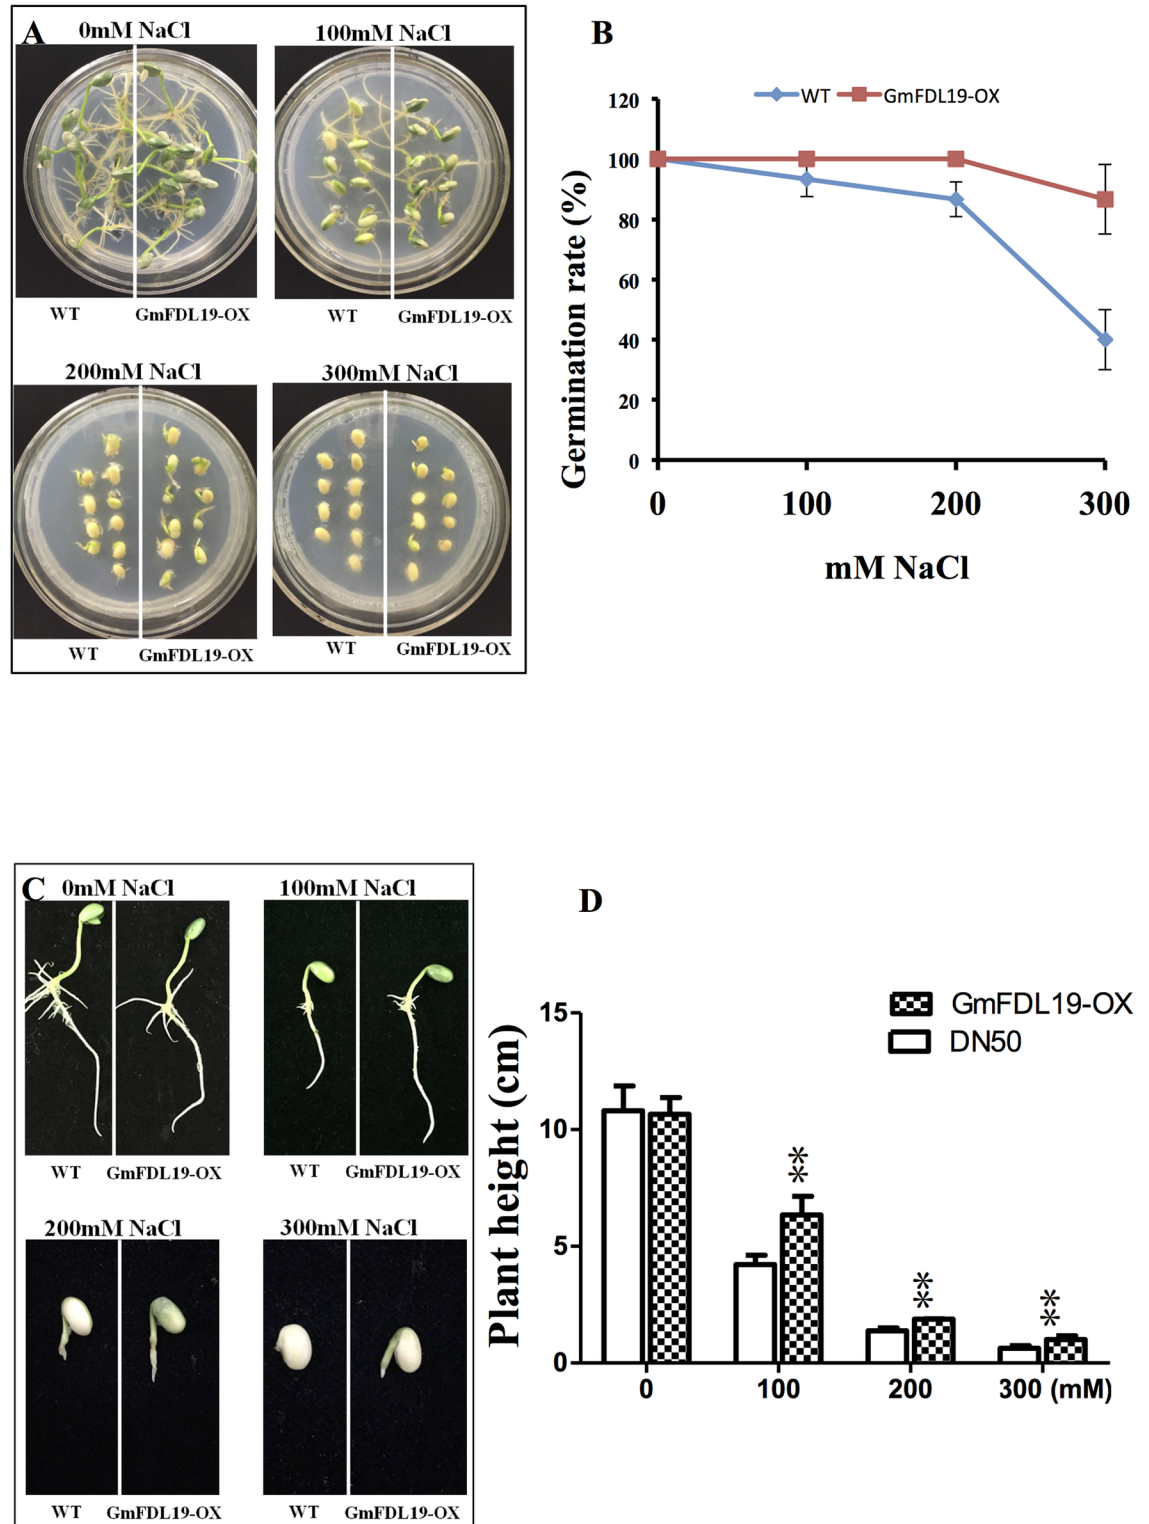 A
0mM NaCl
100mM NaCl
WT
GmFDL19-OX
WT
GmFDL19-OX
200mM NaCl
300mM NaCl
WT
GmFDL19-OX
WT
GmFDL19-OX
B
WT
GmFDL19-OX
120
100
80
60
40
20
0
Germination rate (%)
0
100
200
300
mM NaCl
C
0mM NaCl
100mM NaCl
WT
GmFDL19-OX
WT
GmFDL19-OX
200mM NaCl
300mM NaCl
WT
GmFDL19-OX
WT
GmFDL19-OX
D
GmFDL19-OX
DN50
15
10
5
0
Plant height (cm)
**
**
**
0
100
200
300 (mM)